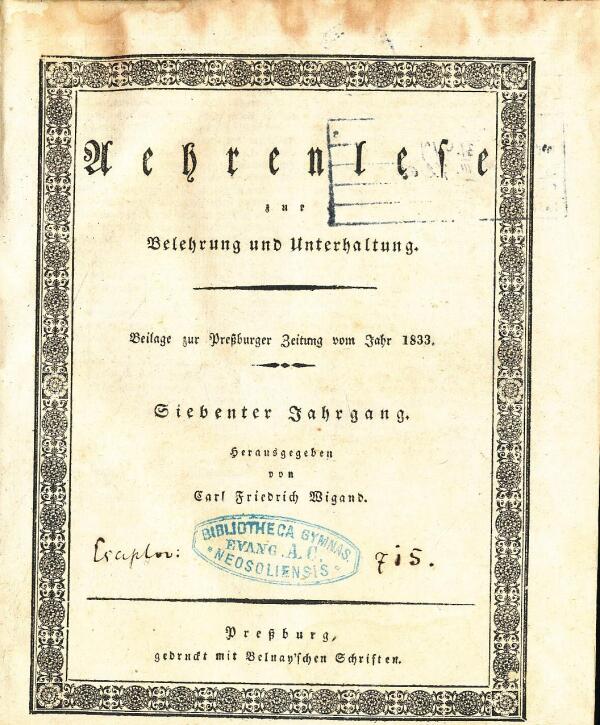 Aehrenlese
zur
Belehrung und Unterhaltung.
Beilage zur Preßburger Zeitung vom Jahr 1833.
Siebenter Jahrgang.
Herausgegeben
von
Carl Friedrich Wigand.
BIBLIOTHECA GYMNAS.
EVANG. A. C.
NEOSOLIENSIS
715.
Preßburg,
gedruckt mit Belnay'schen Schriften.